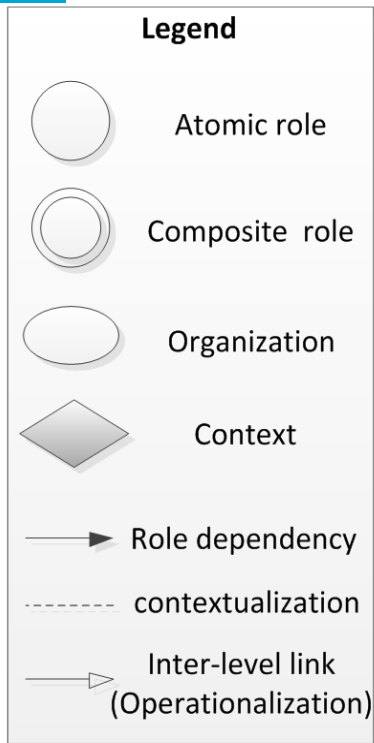 Legend
Atomic role
Composite role
Organization
Context
Role dependency
contextualization
Inter-level link
(Operationalization)